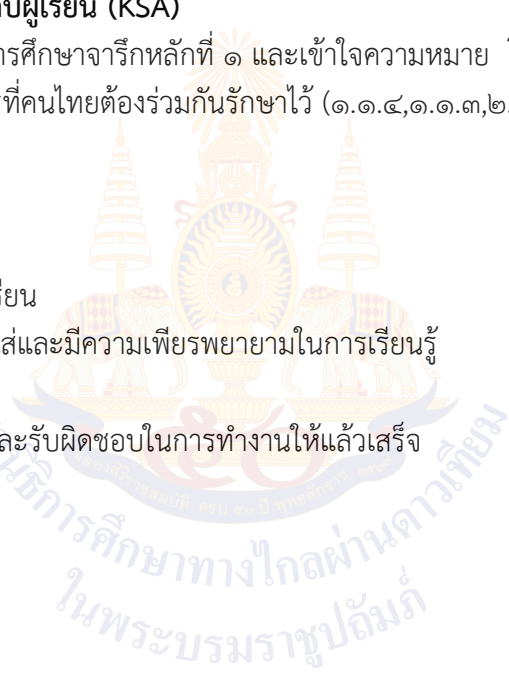 บผู้เรียน (KSA)
ารศึกษาจารึกหลักที่ ๑ และเข้าใจความหมาย
รที่คนไทยต้องร่วมกันรักษาไว้ (๑.๑.๔,๑.๑.๓,๒.
รียน
ส่และมีความเพียรพยายามในการเรียนรู้
ละรับผิดชอบในการทำงานให้แล้วเสร็จ
ธิการศึกษาทางไกลผ่านดาวเทียม
ในพระบรมราชูปถัมภ์